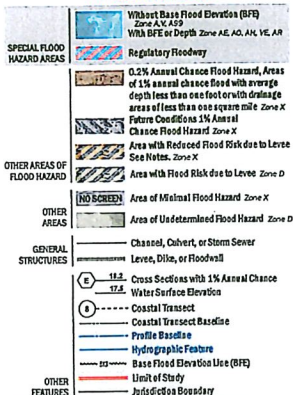 Without Base Flood Elevation (BFE)
Zone A, V, A99
With BFE or Depth Zone AE, AO, AH, VE, AR
SPECIAL FLOOD
HAZARD AREAS
Regulatory Floodway
0.2% Annual Chance Flood Hazard, Areas
of 1% annual chance flood with average
depth less than one foot or with drainage
areas of less than one square mile Zone X
Future Conditions 1% Annual
Chance Flood Hazard Zone X
Area with Reduced Flood Risk due to Levee
See Notes. Zone X
OTHER AREAS OF
FLOOD HAZARD
Area with Flood Risk due to Levee Zone D
NO SCREEN Area of Minimal Flood Hazard Zone X
OTHER
AREAS
Area of Undetermined Flood Hazard Zone D
GENERAL
STRUCTURES
Channel, Culvert, or Storm Sewer
Levee, Dike, or Floodwall
E 18.2 Cross Sections with 1% Annual Chance
17.5 Water Surface Elevation
8 Coastal Transect
Coastal Transect Baseline
Profile Baseline
Hydrographic Feature
513 Base Flood Elevation Line (BFE)
OTHER
FEATURES
Limit of Study
Jurisdiction Boundary